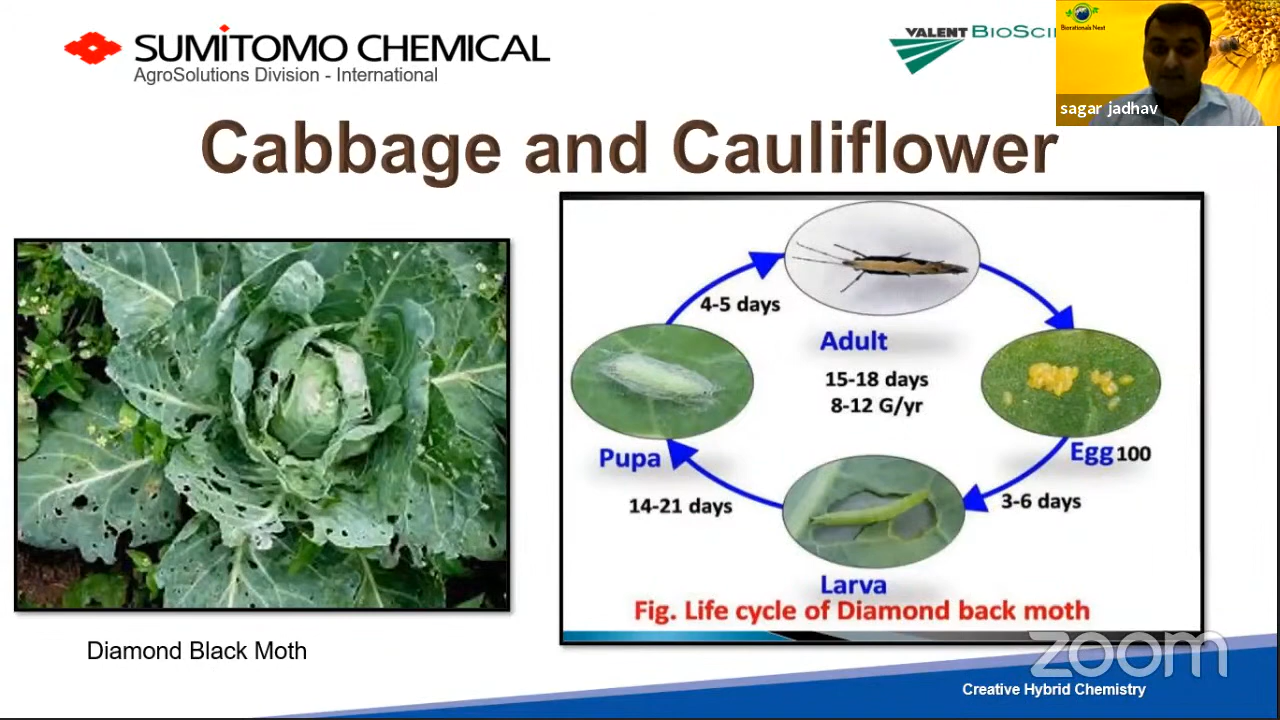 SUMITOMO CHEMICAL
AgroSolutions Division - International
VALENT
Biorationals Nest
sagar jadhav
Cabbage and Cauliflower
4-5 days
Adult
15-18 days
8-12 G/yr
Pupa
Egg 100
14-21 days
3-6 days
Larva
Fig. Life cycle of Diamond back moth
Diamond Black Moth
zoom
Creative Hybrid Chemistry